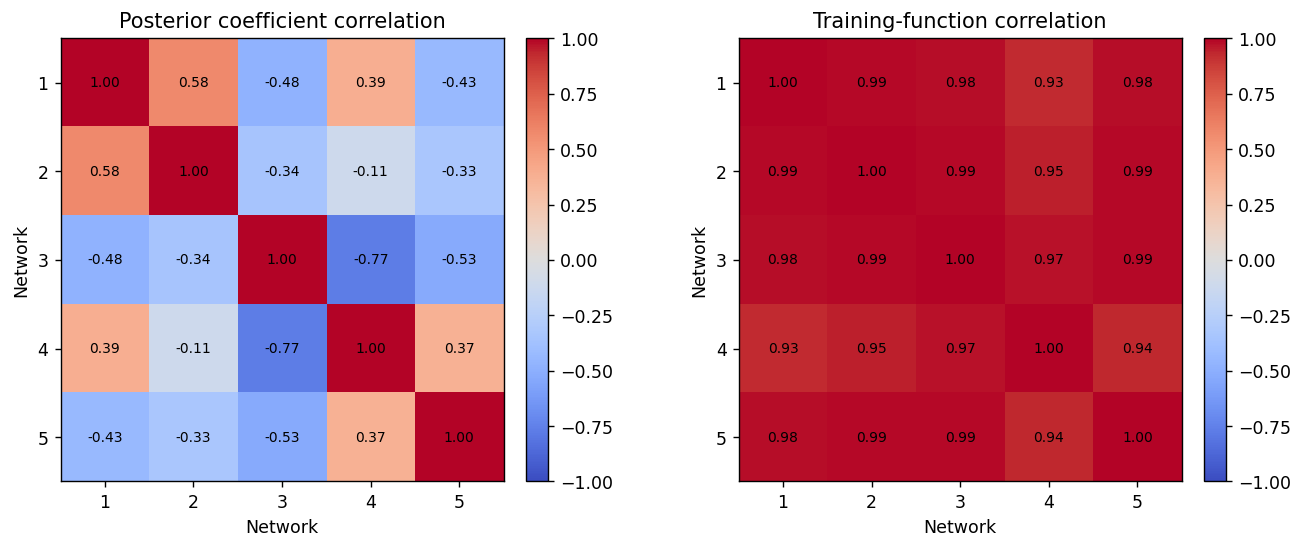 Posterior coefficient correlation
1.00 0.58 -0.48 0.39 -0.43
0.58 1.00 -0.34 -0.11 -0.33
-0.48 -0.34 1.00 -0.77 -0.53
0.39 -0.11 -0.77 1.00 0.37
-0.43 -0.33 -0.53 0.37 1.00
1
2
3
4
5
Network
1 2 3 4 5
Network
1.00
0.75
0.50
0.25
0.00
−0.25
−0.50
−0.75
−1.00
Training-function correlation
1.00 0.99 0.98 0.93 0.98
0.99 1.00 0.99 0.95 0.99
0.98 0.99 1.00 0.97 0.99
0.93 0.95 0.97 1.00 0.94
0.98 0.99 0.99 0.94 1.00
1
2
3
4
5
Network
1 2 3 4 5
Network
1.00
0.75
0.50
0.25
0.00
−0.25
−0.50
−0.75
−1.00